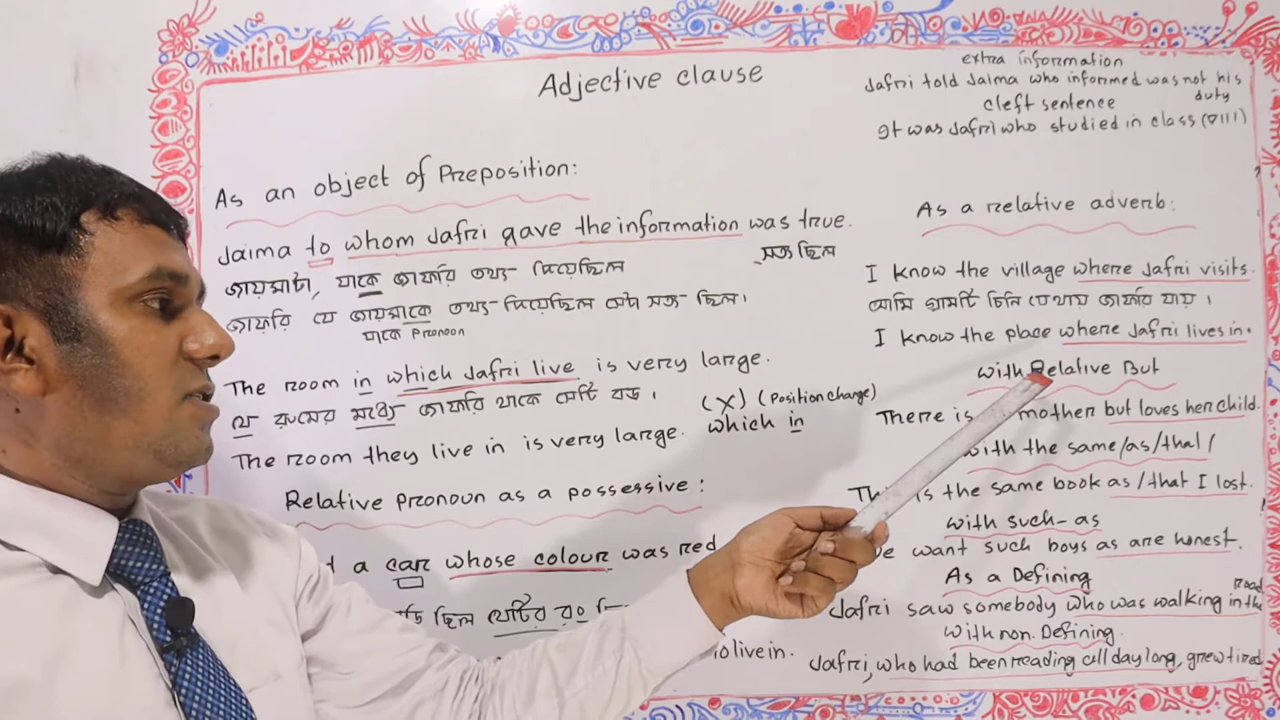 Adjective clause
extra information
Jafri told Jaima who informed was not his
duty
cleft sentence
It was Jafri who studied in class (VIII)
As an object of Preposition:
Jaima to whom Jafri gave the information was true.
জায়মাটা, যাকে জাফরি তথ্য দিয়েছিল
সত্য ছিল
জাফরি যে জায়মাকে তথ্য দিয়েছিল সেটা সত্য ছিল।
যাকে Pronoun
The room in which Jafri live is very large.
যে রুমের মধ্যে জাফরি থাকে সেটি বড়।
(X) (Position change)
The room they live in is very large.
which in
Relative pronoun as a possessive:
a car whose colour was red
ছিল যেটির রং
live in.
As a relative adverb:
I know the village where Jafri visits.
আমি গ্রামটি চিনি যেথায় জাফরি যায়।
I know the place where Jafri lives in.
with Relative But
There is mother but loves her child.
with the same/as/that/
is the same book as/that I lost.
with such-as
want such boys as are honest.
As a Defining
Jafri saw somebody who was walking in the
road
with non. Defining.
Jafri, who had been reading all day long, grew tired